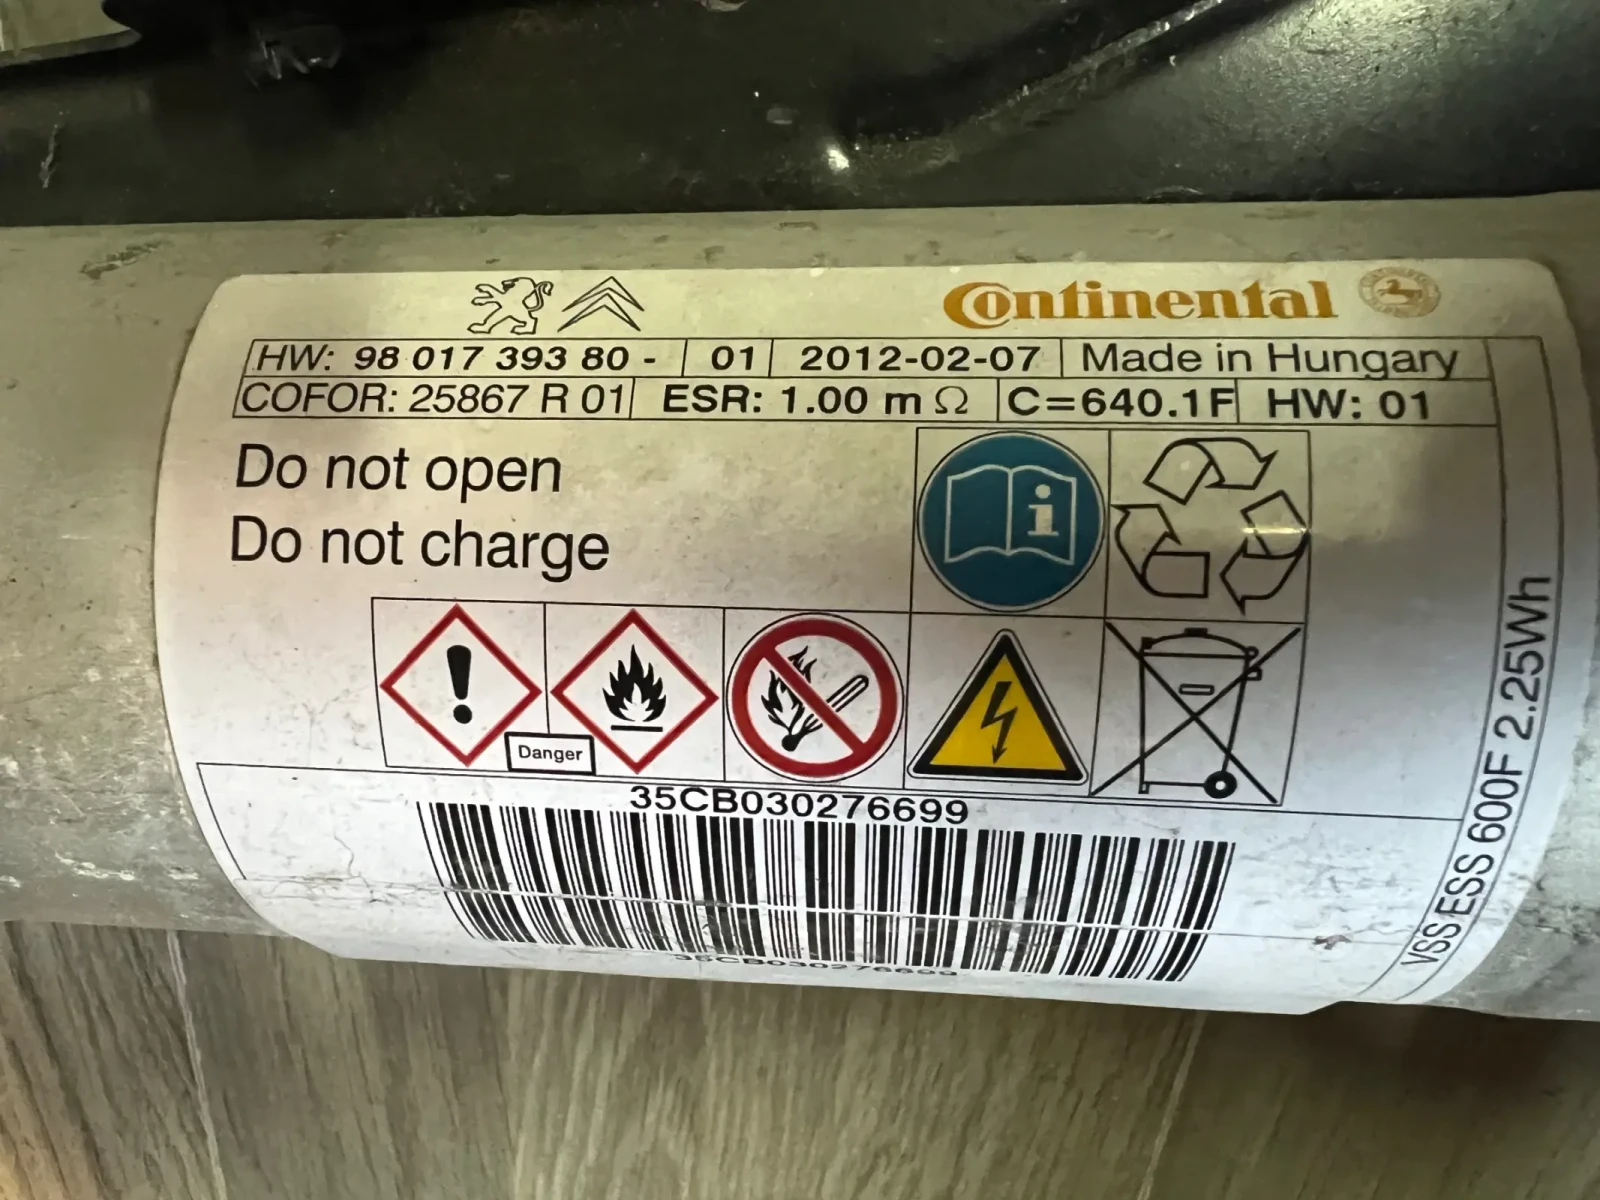 Continental
HW: 98 017 393 80 - 01 2012-02-07 Made in Hungary
COFOR: 25867 R 01 ESR: 1.00 m Ω C=640.1F HW: 01
Do not open
Do not charge
Danger
35CB030276699
35CB030276699
VSS ESS 600F 2.25Wh